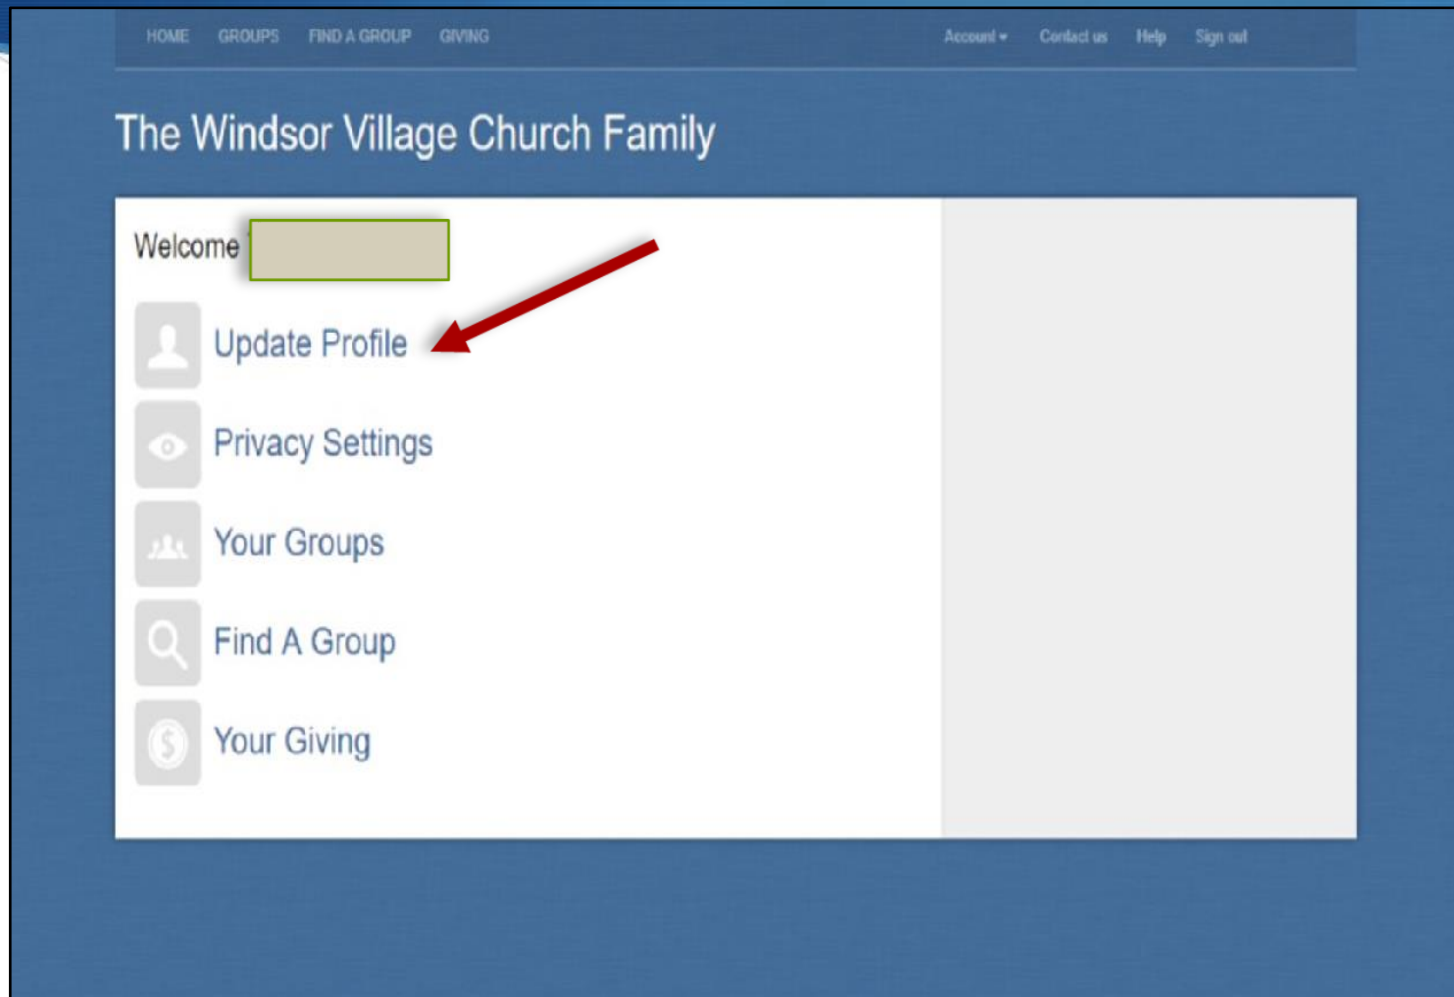 HOME GROUPS FIND A GROUP GIVING Account Contact us Help Sign out
The Windsor Village Church Family
Welcome
Update Profile
Privacy Settings
Your Groups
Find A Group
Your Giving